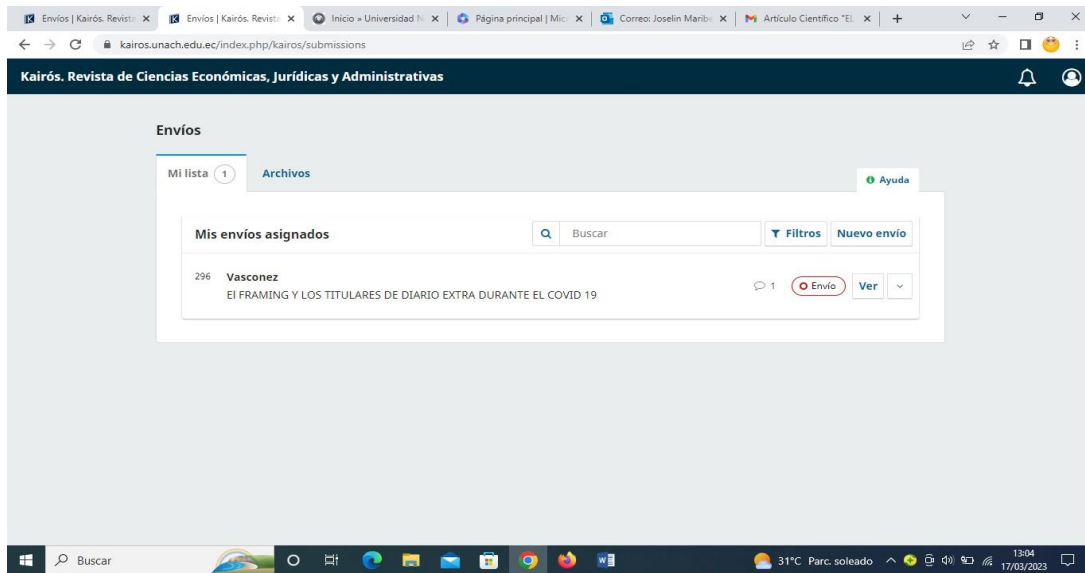 Envíos | Kairós. Revista
Envíos | Kairós. Revista
Inicio » Universidad N
Página principal | Micr
Correo: Joselin Maribe
Artículo Científico "EL
kairos.unach.edu.ec/index.php/kairos/submissions
Kairós. Revista de Ciencias Económicas, Jurídicas y Administrativas
Envíos
Mi lista 1
Archivos
Ayuda
Mis envíos asignados
Buscar
Filtros
Nuevo envío
296 Vasconez
El FRAMING Y LOS TITULARES DE DIARIO EXTRA DURANTE EL COVID 19
1
Envío
Ver
Buscar
31°C Parc. soleado
13:04
17/03/2023